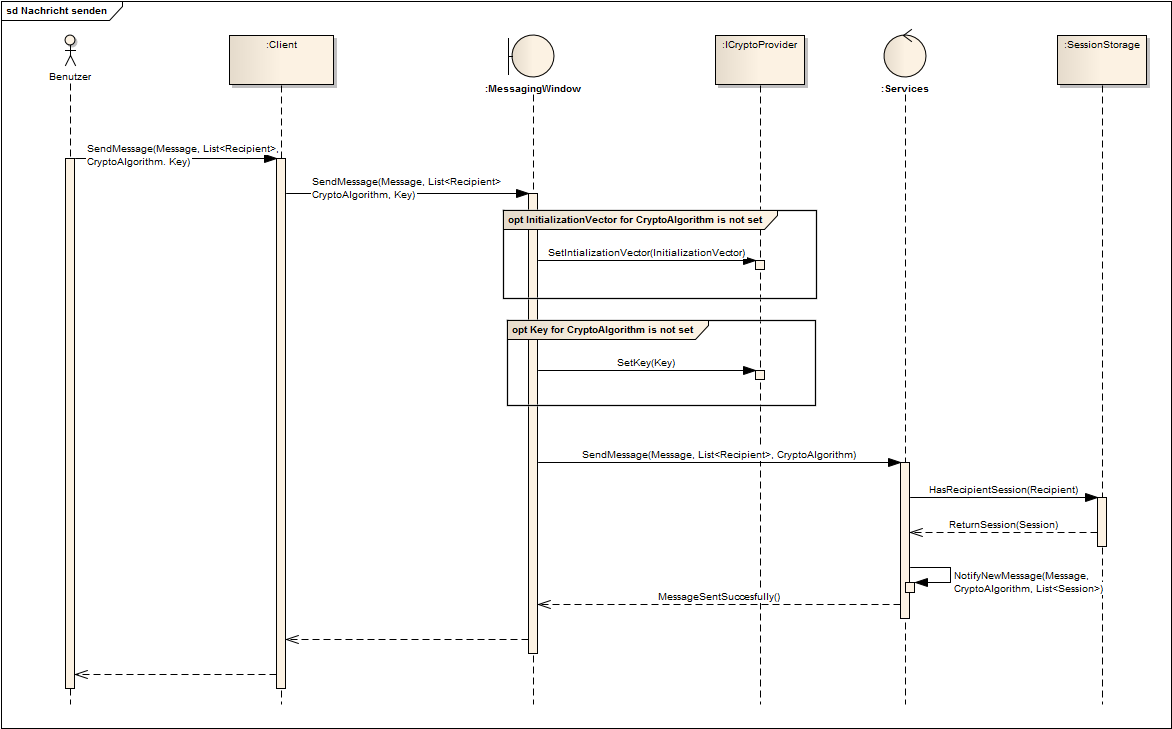 sd Nachricht senden
Benutzer
:Client
:MessagingWindow
:ICryptoProvider
:Services
:SessionStorage
SendMessage(Message, List<Recipient>,
CryptoAlgorithm. Key)
SendMessage(Message, List<Recipient>
CryptoAlgorithm, Key)
opt InitializationVector for CryptoAlgorithm is not set
SetIntializationVector(InitializationVector)
opt Key for CryptoAlgorithm is not set
SetKey(Key)
SendMessage(Message, List<Recipient>, CryptoAlgorithm)
HasRecipientSession(Recipient)
ReturnSession(Session)
NotifyNewMessage(Message,
CryptoAlgorithm, List<Session>)
MessageSentSuccesfully()